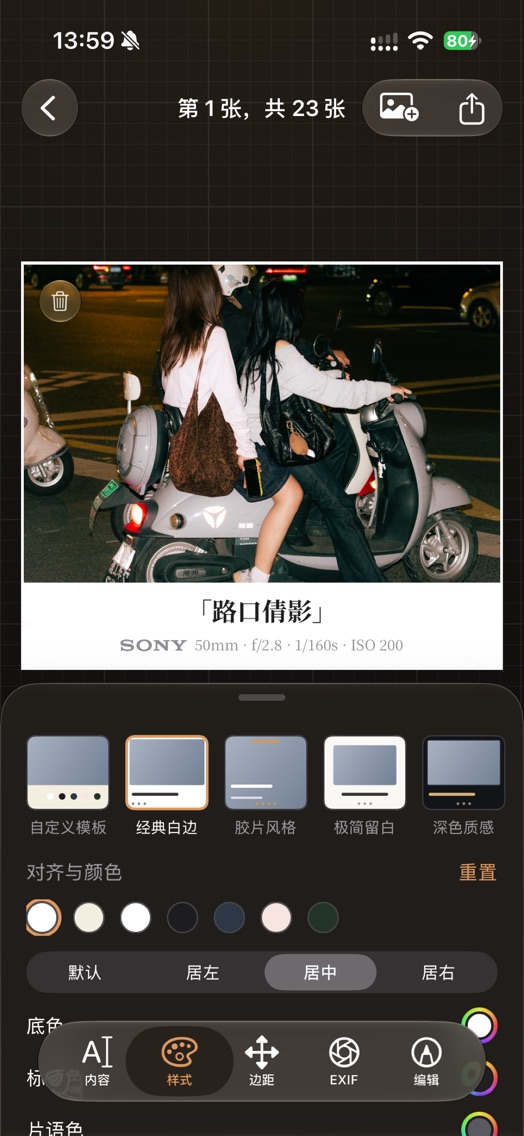 13:59
80
第 1 张，共 23 张
「路口倩影」
SONY 50mm · f/2.8 · 1/160s · ISO 200
自定义模板 经典白边 胶片风格 极简留白 深色质感
对齐与颜色 重置
默认 居左 居中 居右
底色
内容 样式 边距 EXIF 编辑
片语色